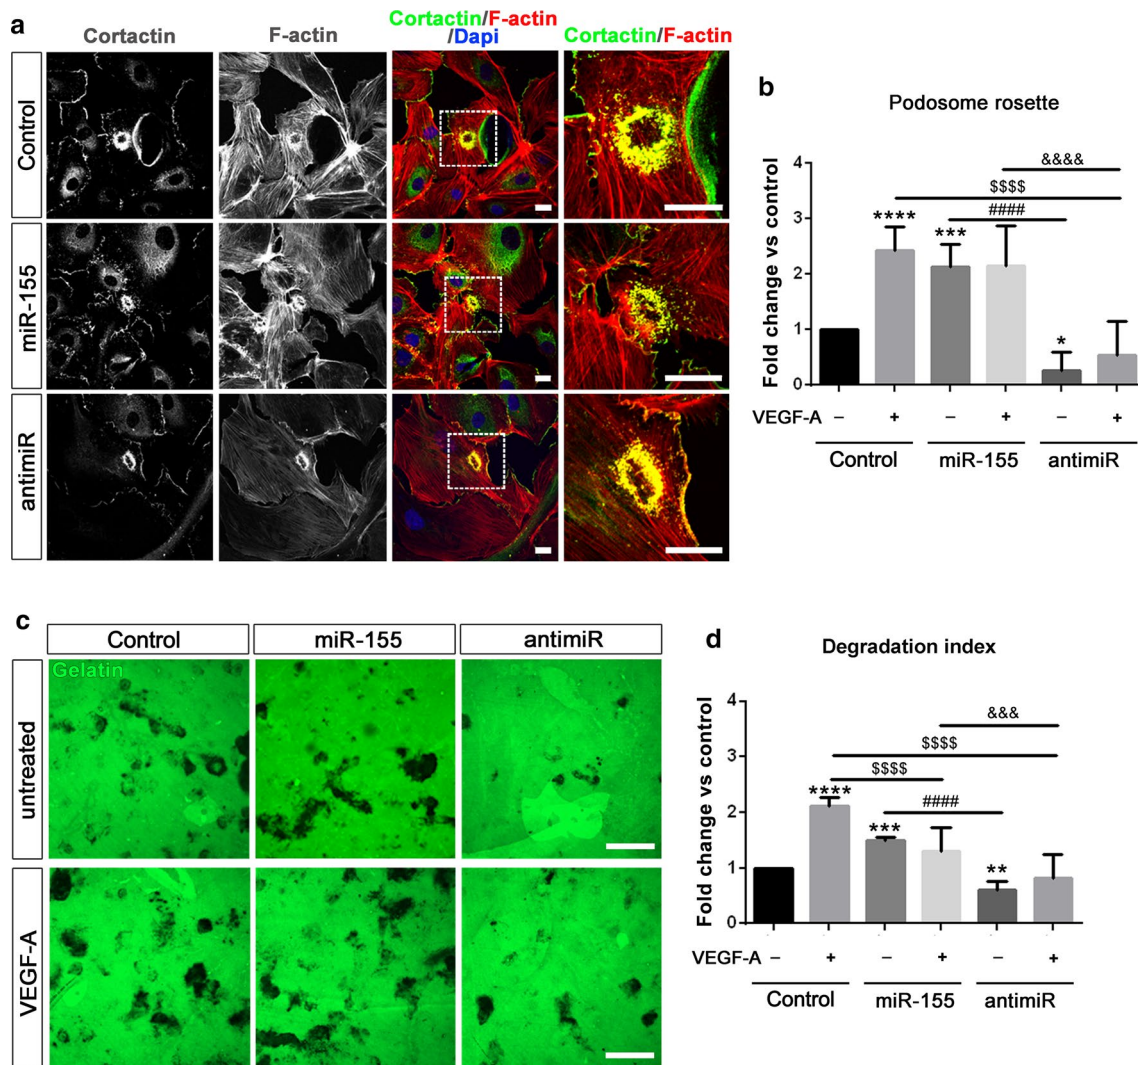 a
Cortactin
F-actin
Cortactin/F-actin
/Dapi
Cortactin/F-actin
Control
miR-155
antimiR
b
Podosome rosette
Fold change vs control
4
3
2
1
0
&&&&
$$$$
####
****
***
*
VEGF-A – + – + – +
Control miR-155 antimiR
c
Control miR-155 antimiR
untreated
Gelatin
VEGF-A
d
Degradation index
Fold change vs control
4
3
2
1
0
&&&
$$$$
$$$$
####
****
***
**
VEGF-A – + – + – +
Control miR-155 antimiR